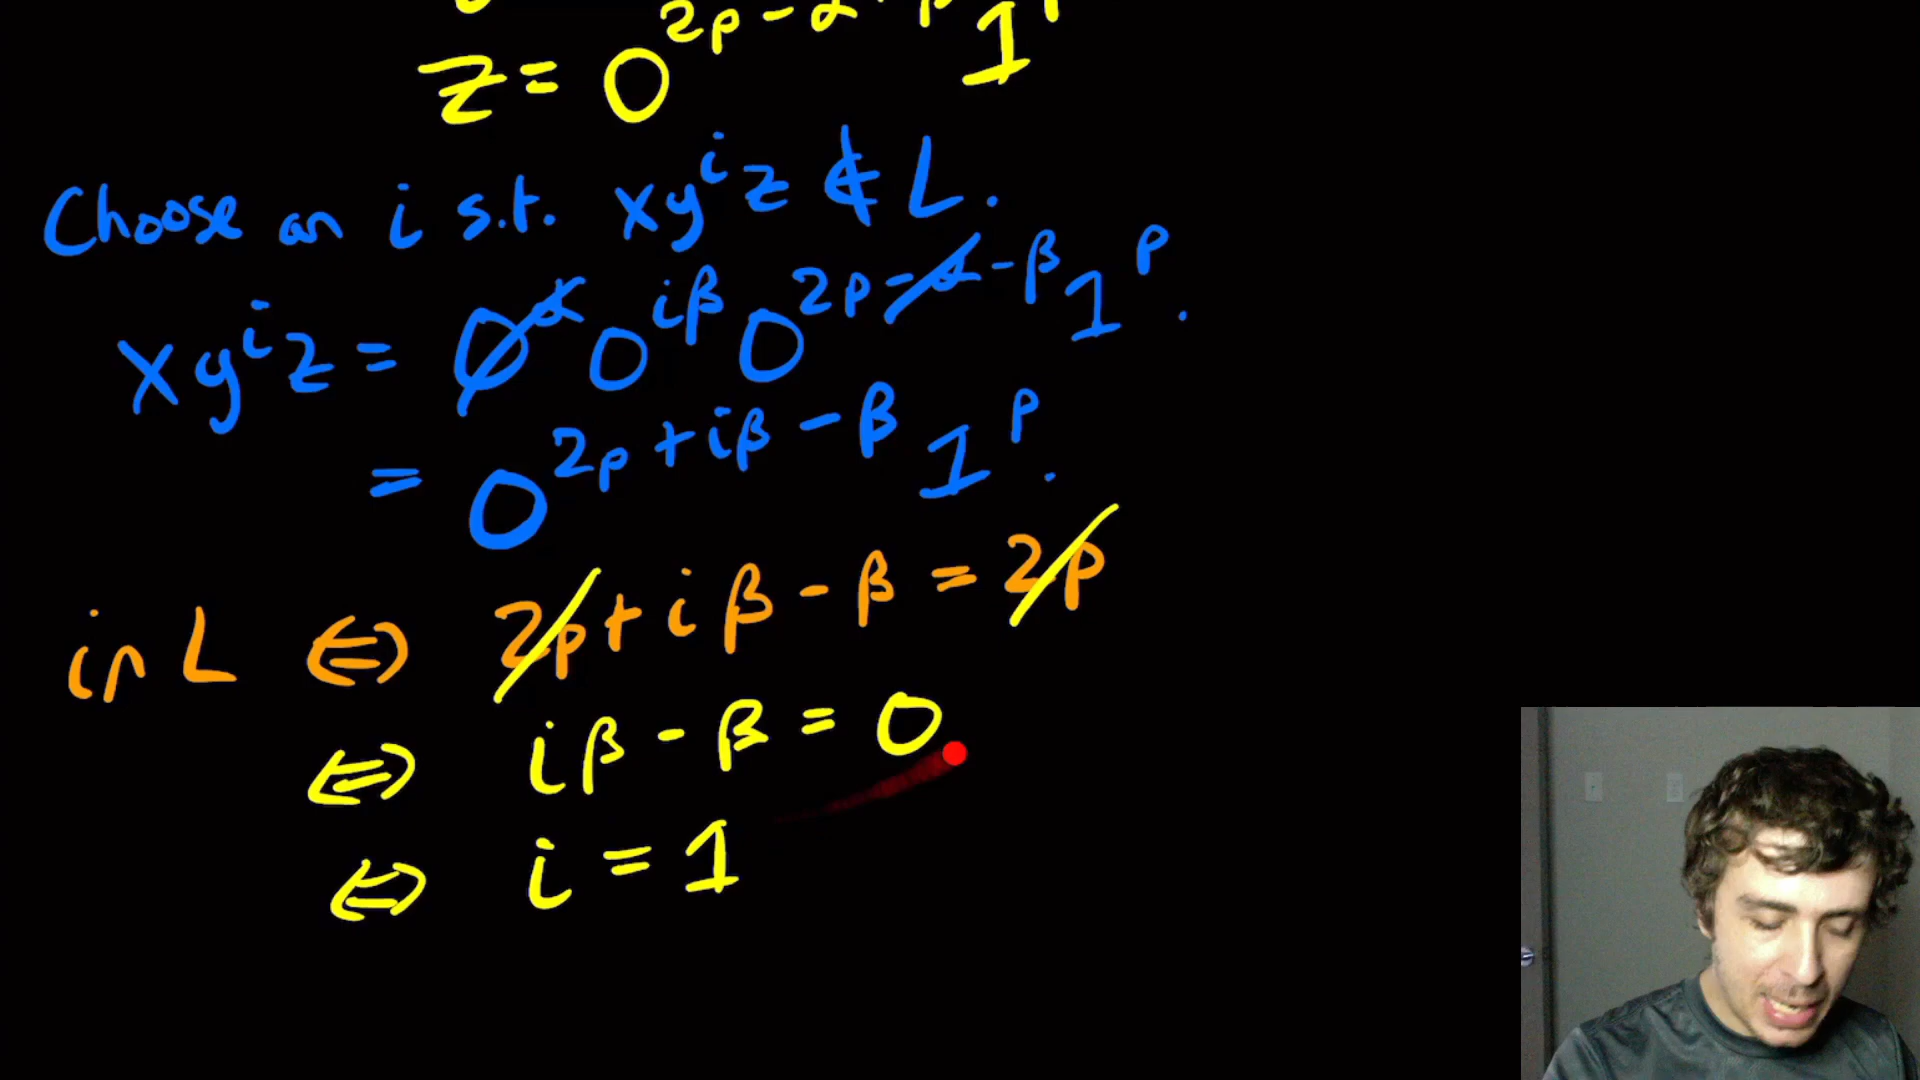 z = 0^{2p - α - β} 1^p
Choose an i s.t. xy^i z ∉ L.
xy^i z = 0^α 0^{iβ} 0^{2p - α - β} 1^p.
= 0^{2p + iβ - β} 1^p.
in L ⇔ 2p + iβ - β = 2p
⇔ iβ - β = 0
⇔ i = 1